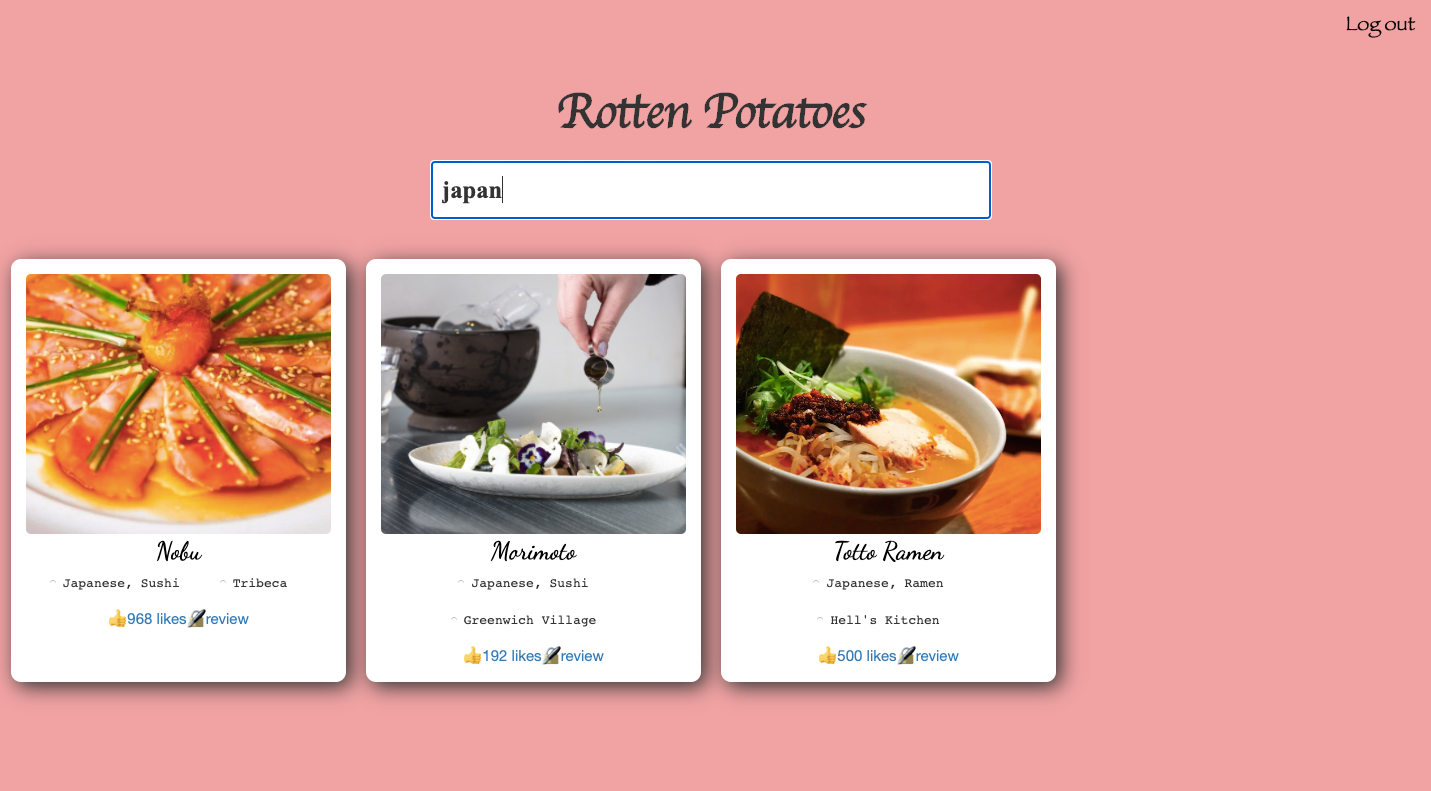 Log out
Rotten Potatoes
japan
Nobu
Japanese, Sushi
Tribeca
968 likes review
Morimoto
Japanese, Sushi
Greenwich Village
192 likes review
Totto Ramen
Japanese, Ramen
Hell's Kitchen
500 likes review